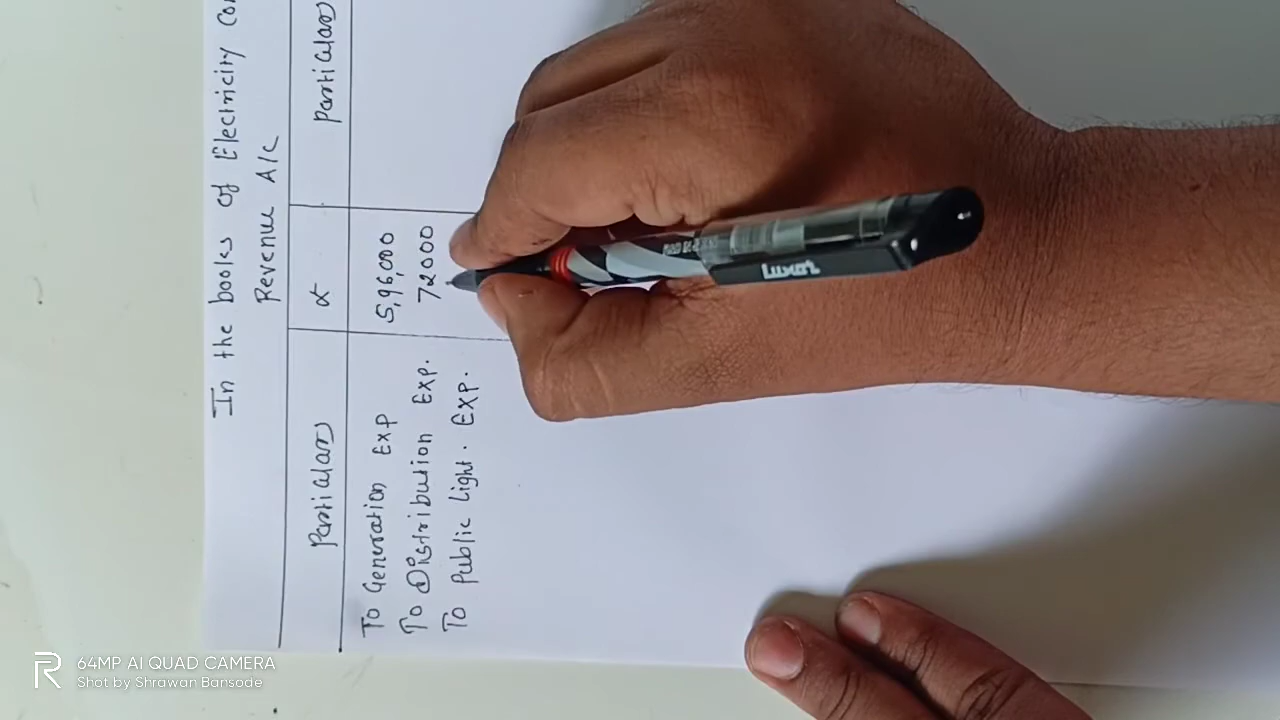 In the books of Electricity Co
Revenue A/c
Particulars ₹ Particulars
To Generation Exp 5,96,000
To Distribution Exp. 72000
To Public Light. Exp.
Luxor
64MP AI QUAD CAMERA
Shot by Shrawan Bansode